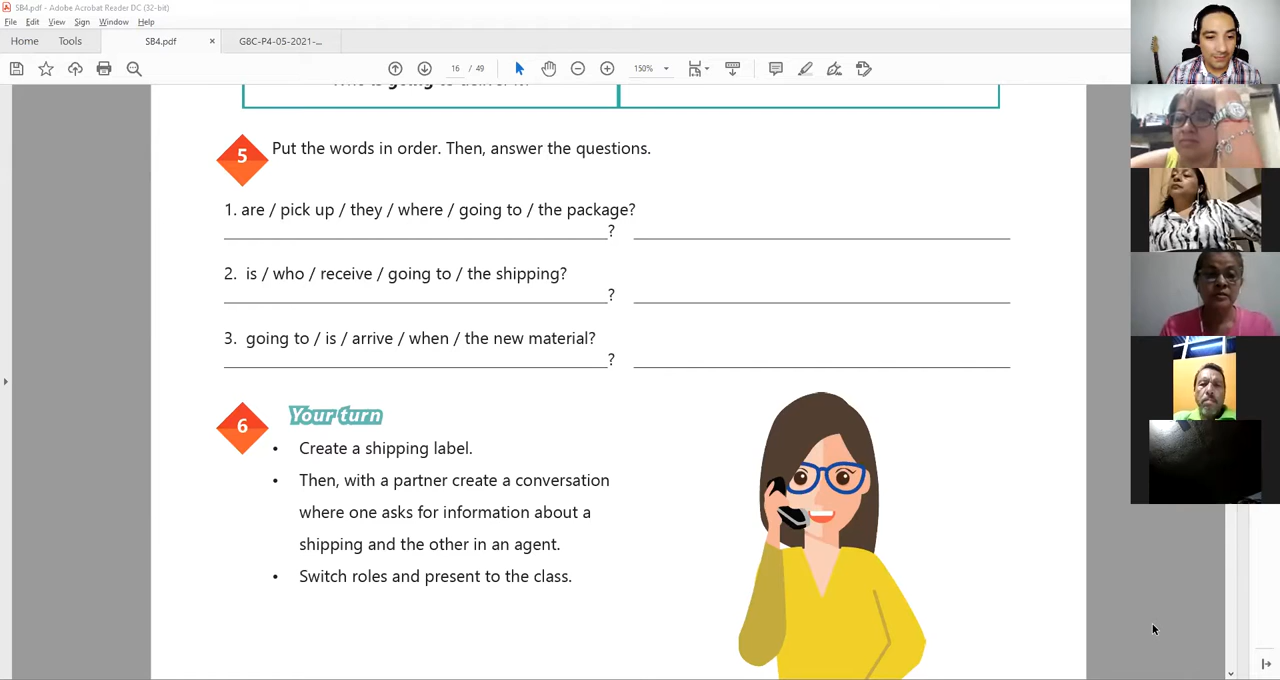 SB4.pdf - Adobe Acrobat Reader DC (32-bit)
File Edit View Sign Window Help
Home Tools SB4.pdf × GBC-P4-05-2021-...
16 / 49 150%
going to
5 Put the words in order. Then, answer the questions.
1. are / pick up / they / where / going to / the package?
?
2. is / who / receive / going to / the shipping?
?
3. going to / is / arrive / when / the new material?
?
6 Your turn
• Create a shipping label.
• Then, with a partner create a conversation
where one asks for information about a
shipping and the other in an agent.
• Switch roles and present to the class.